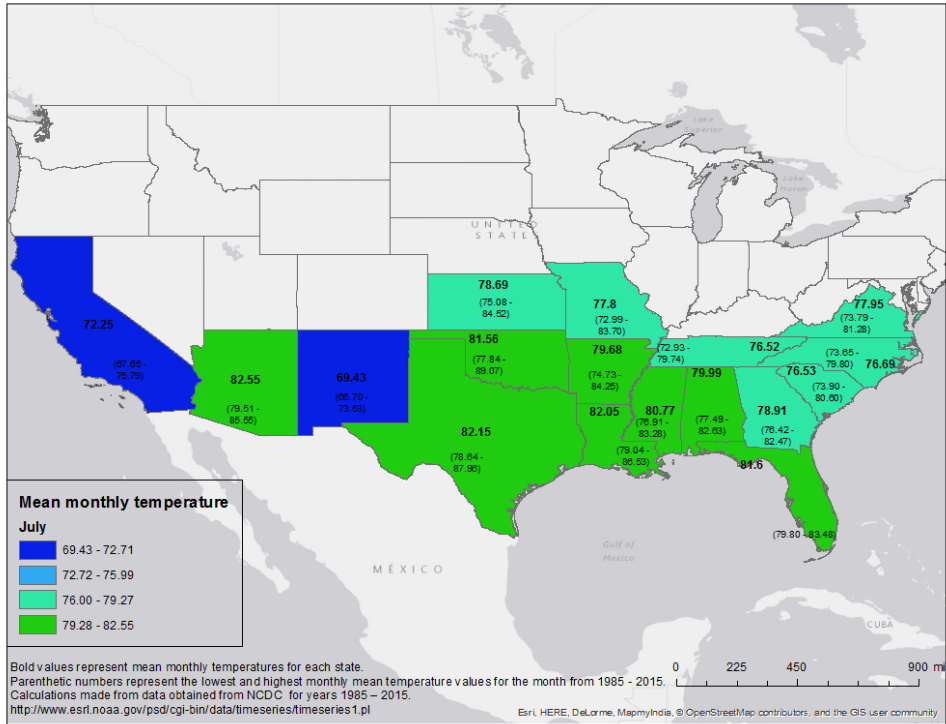 Lake
Superior
Lake
Huron
UNITED
STATES
78.69
(75.08 -
84.52)
77.8
(72.99 -
83.70)
77.95
(73.79 -
81.28)
72.25
81.56
(77.84 -
89.07)
79.68
(74.73 -
84.25)
(72.93 -
79.74)
76.52
(73.65 -
79.80)
76.69
76.53
(73.90 -
80.60)
82.55
(79.51 -
85.55)
69.43
(66.70 -
73.63)
82.05
80.77
(76.91 -
83.28)
79.99
(77.49 -
82.63)
78.91
(76.42 -
82.47)
82.15
(78.64 -
87.96)
(79.04 -
86.53)
81.6
(79.80 - 83.48)
Gulf of
Mexico
MÉXICO
CUBA
Mean monthly temperature
July
69.43 - 72.71
72.72 - 75.99
76.00 - 79.27
79.28 - 82.55
Bold values represent mean monthly temperatures for each state.
Parenthetic numbers represent the lowest and highest monthly mean temperature values for the month from 1985 - 2015.
Calculations made from data obtained from NCDC for years 1985 – 2015.
http://www.esrl.noaa.gov/psd/cgi-bin/data/timeseries/timeseries1.pl
0 225 450 900 mi
Esri, HERE, DeLorme, MapmyIndia, © OpenStreetMap contributors, and the GIS user community